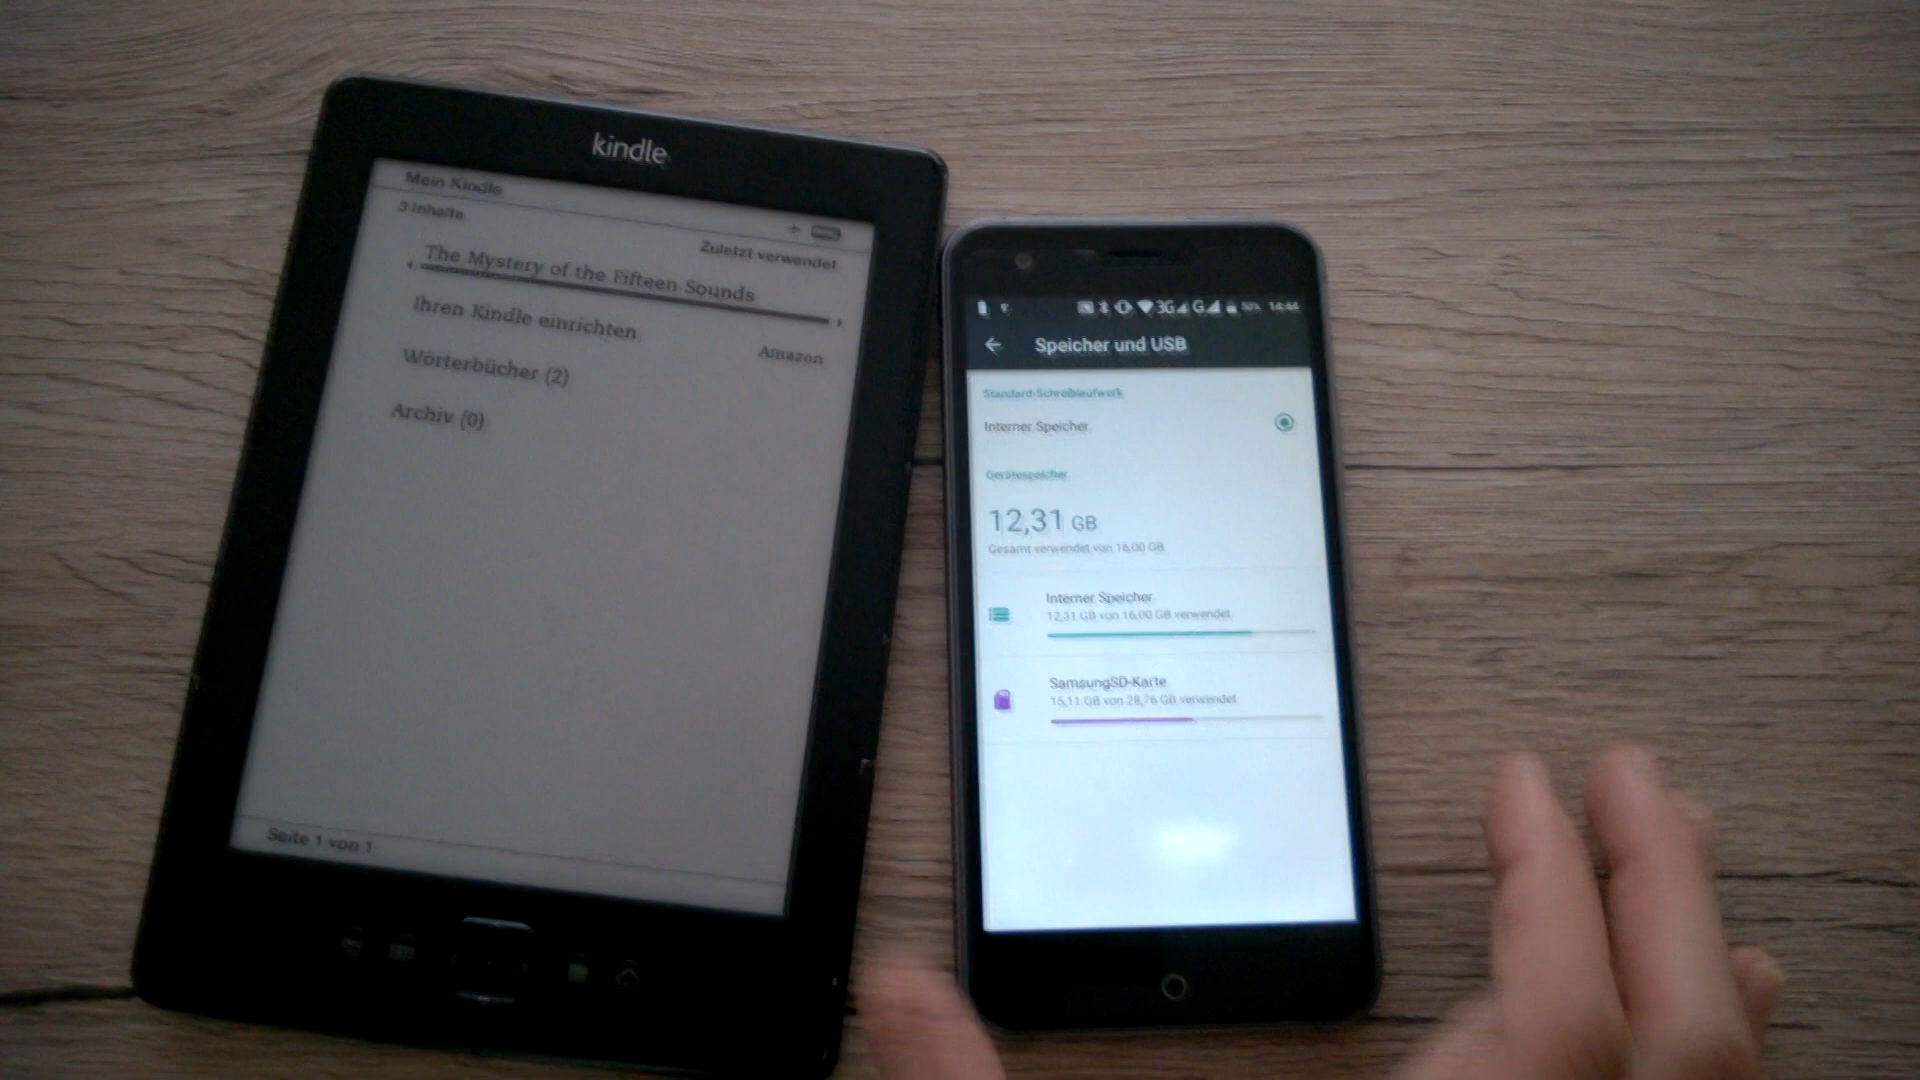 kindle
Mein Kindle
3 Inhalte
Zuletzt verwendet
The Mystery of the Fifteen Sounds
Ihren Kindle einrichten
Amazon
Wörterbücher (2)
Archiv (0)
Seite 1 von 1
3G G 50% 14:44
Speicher und USB
Standard-Schreiblaufwerk
Interner Speicher
Gerätespeicher
12,31 GB
Gesamt verwendet von 16,00 GB
Interner Speicher
12,31 GB von 16,00 GB verwendet
SamsungSD-Karte
15,11 GB von 28,76 GB verwendet